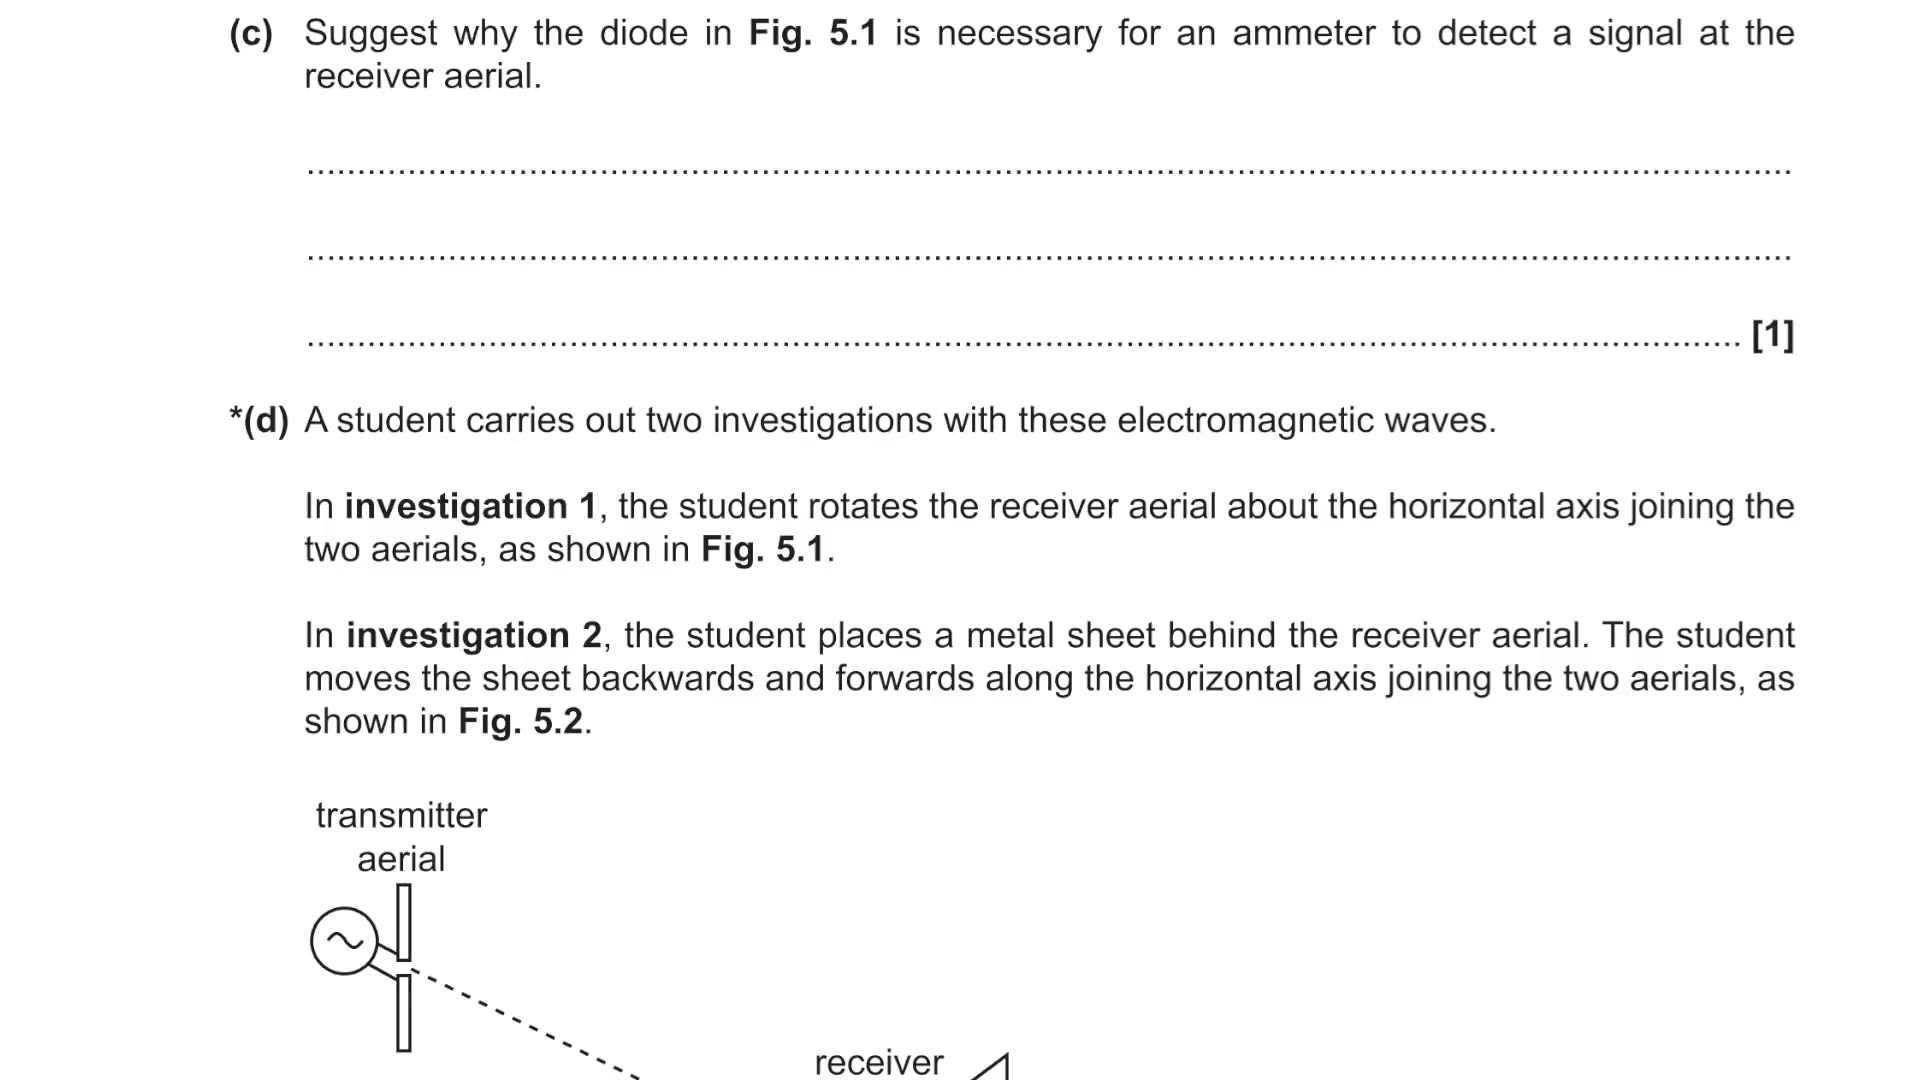 (c) Suggest why the diode in Fig. 5.1 is necessary for an ammeter to detect a signal at the
receiver aerial.
[1]
*(d) A student carries out two investigations with these electromagnetic waves.
In investigation 1, the student rotates the receiver aerial about the horizontal axis joining the
two aerials, as shown in Fig. 5.1.
In investigation 2, the student places a metal sheet behind the receiver aerial. The student
moves the sheet backwards and forwards along the horizontal axis joining the two aerials, as
shown in Fig. 5.2.
transmitter
aerial
receiver